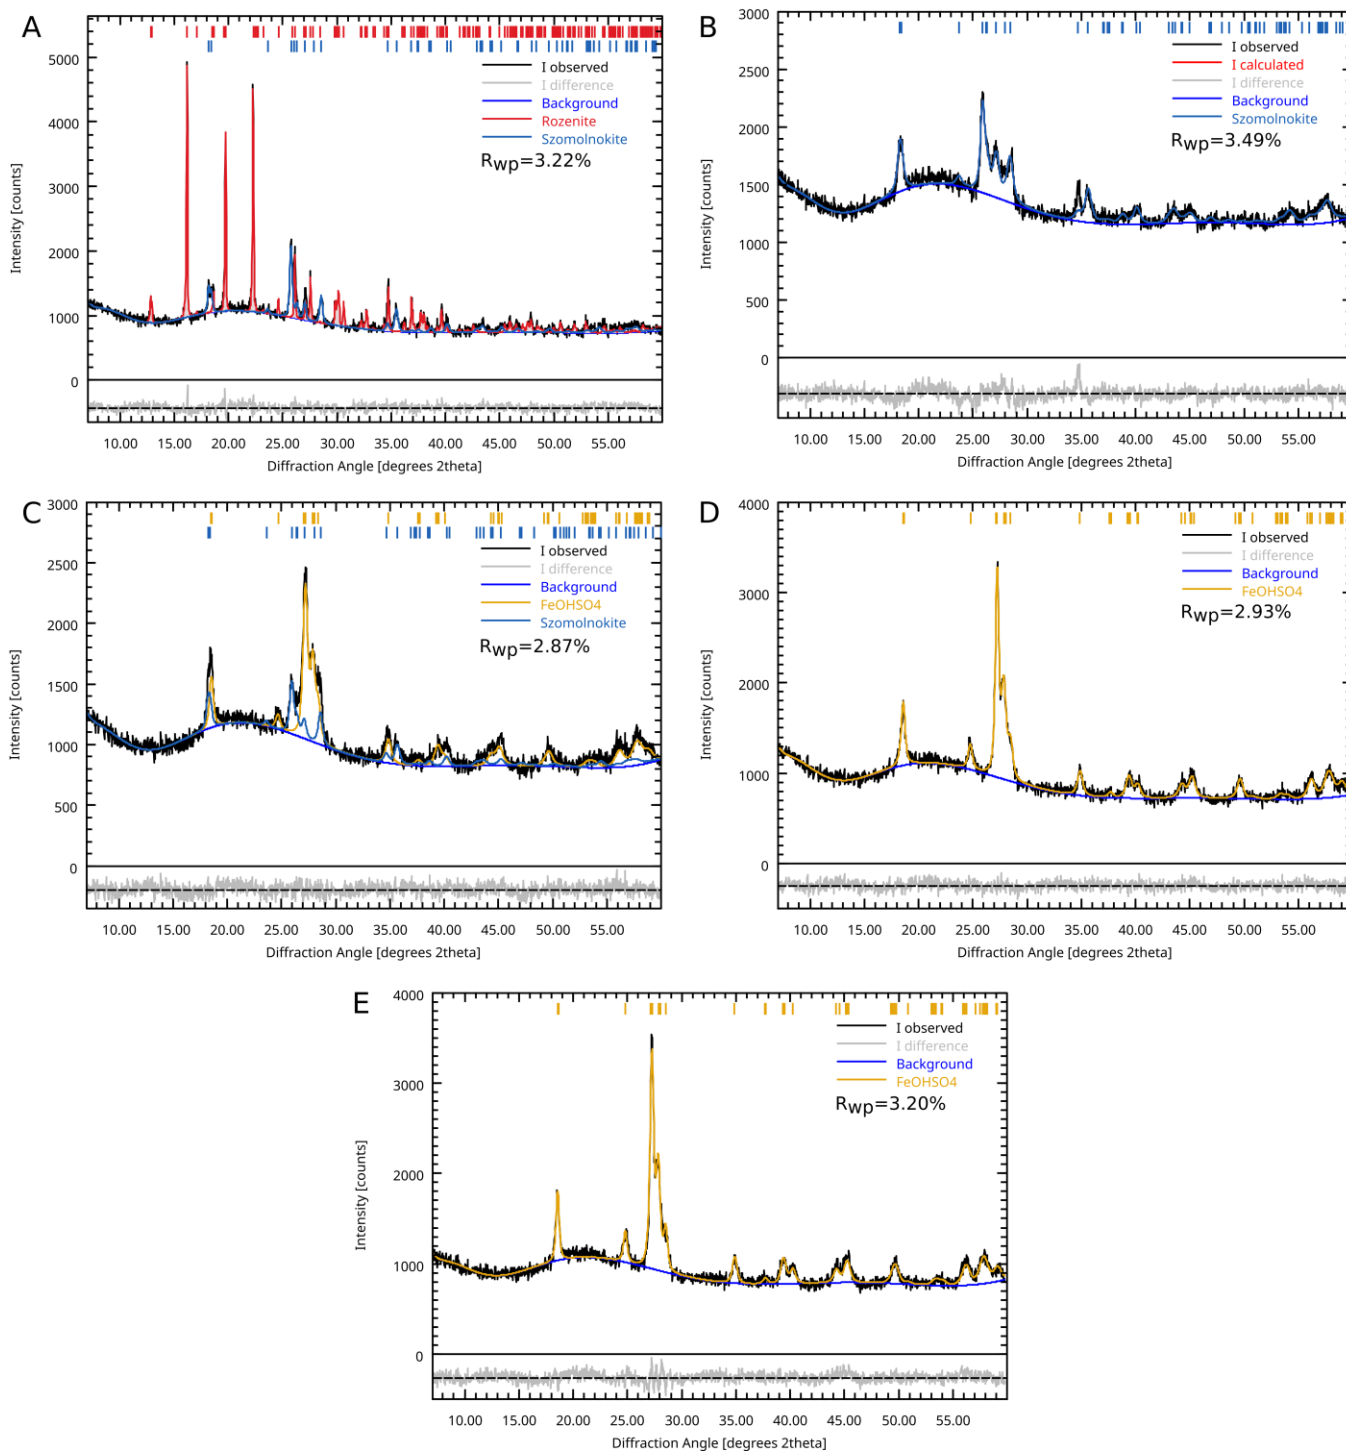 A
5000
4000
3000
2000
1000
0
Intensity [counts]
I observed
I difference
Background
Rozenite
Szomolnokite
Rwp=3.22%
10.00 15.00 20.00 25.00 30.00 35.00 40.00 45.00 50.00 55.00
Diffraction Angle [degrees 2theta]
B
3000
2500
2000
1500
1000
500
0
Intensity [counts]
I observed
I calculated
I difference
Background
Szomolnokite
Rwp=3.49%
10.00 15.00 20.00 25.00 30.00 35.00 40.00 45.00 50.00 55.00
Diffraction Angle [degrees 2theta]
C
3000
2500
2000
1500
1000
500
0
Intensity [counts]
I observed
I difference
Background
FeOHSO4
Szomolnokite
Rwp=2.87%
10.00 15.00 20.00 25.00 30.00 35.00 40.00 45.00 50.00 55.00
Diffraction Angle [degrees 2theta]
D
4000
3000
2000
1000
0
Intensity [counts]
I observed
I difference
Background
FeOHSO4
Rwp=2.93%
10.00 15.00 20.00 25.00 30.00 35.00 40.00 45.00 50.00 55.00
Diffraction Angle [degrees 2theta]
E
4000
3000
2000
1000
0
Intensity [counts]
I observed
I difference
Background
FeOHSO4
Rwp=3.20%
10.00 15.00 20.00 25.00 30.00 35.00 40.00 45.00 50.00 55.00
Diffraction Angle [degrees 2theta]